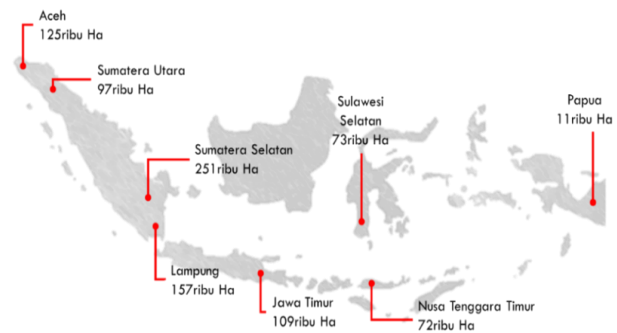 Aceh
125ribu Ha
Sumatera Utara
97ribu Ha
Sulawesi
Selatan
73ribu Ha
Papua
11ribu Ha
Sumatera Selatan
251ribu Ha
Lampung
157ribu Ha
Jawa Timur
109ribu Ha
Nusa Tenggara Timur
72ribu Ha